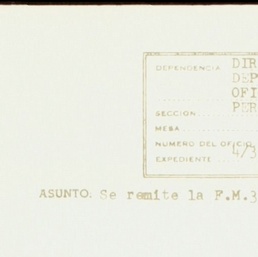 DEPENDENCIA DIR
DEP
OFI
SECCION PER
MESA
NUMERO DEL OFICIO
EXPEDIENTE 4/3
ASUNTO. Se remite la F.M.3